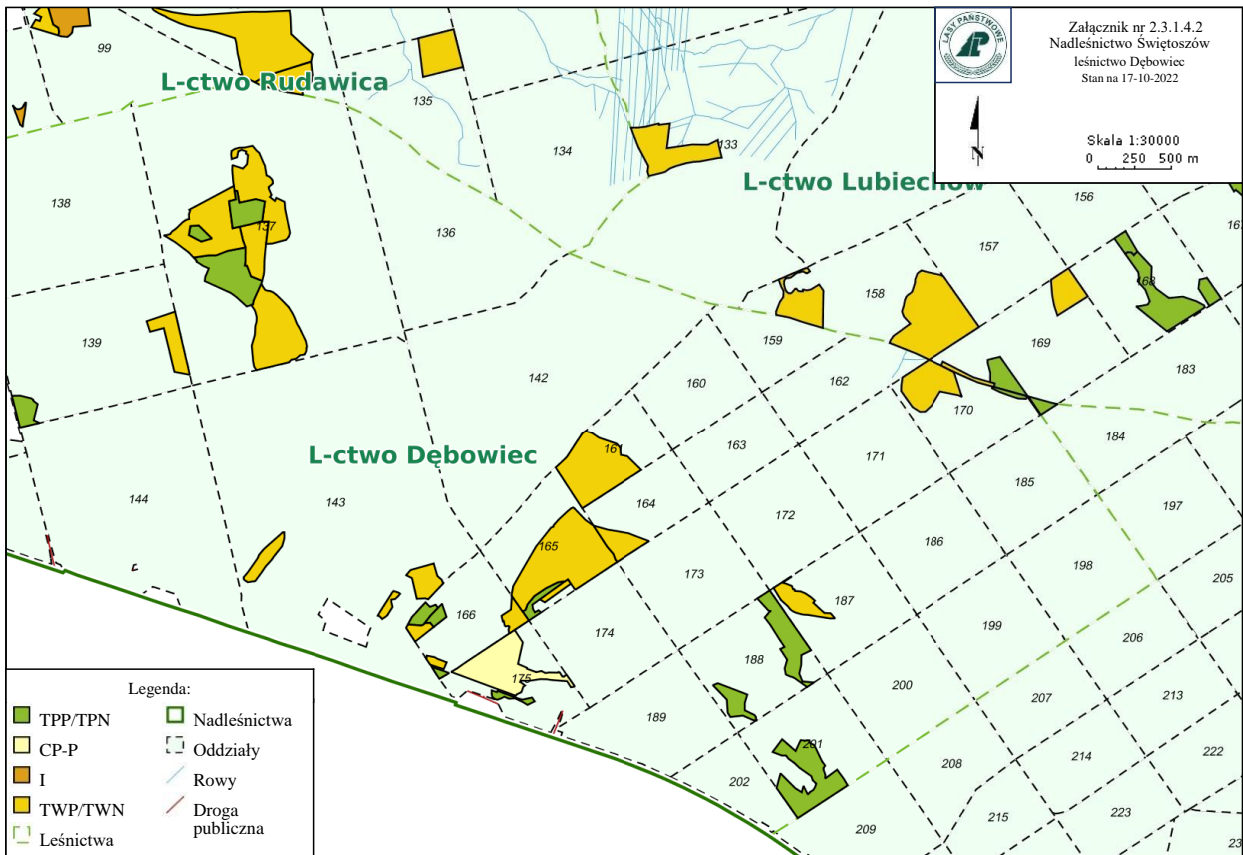 LASY PAŃSTWOWE
Załącznik nr 2.3.1.4.2
Nadleśnictwo Świętoszów
leśnictwo Dębowiec
Stan na 17-10-2022
N
Skala 1:30000
0 250 500 m
99
L-ctwo Rudawica
135
134
133
L-ctwo Lubiechów
156
138
137
136
157
168
158
139
159
169
142
160
162
183
170
161
163
184
L-ctwo Dębowiec
171
144
143
164
185
197
172
165
186
173
198
205
187
166
174
199
206
188
175
200
207
213
189
201
222
202
208
214
209
215
223
Legenda:
TPP/TPN
Nadleśnictwa
CP-P
Oddziały
I
Rowy
TWP/TWN
Droga
publiczna
Leśnictwa